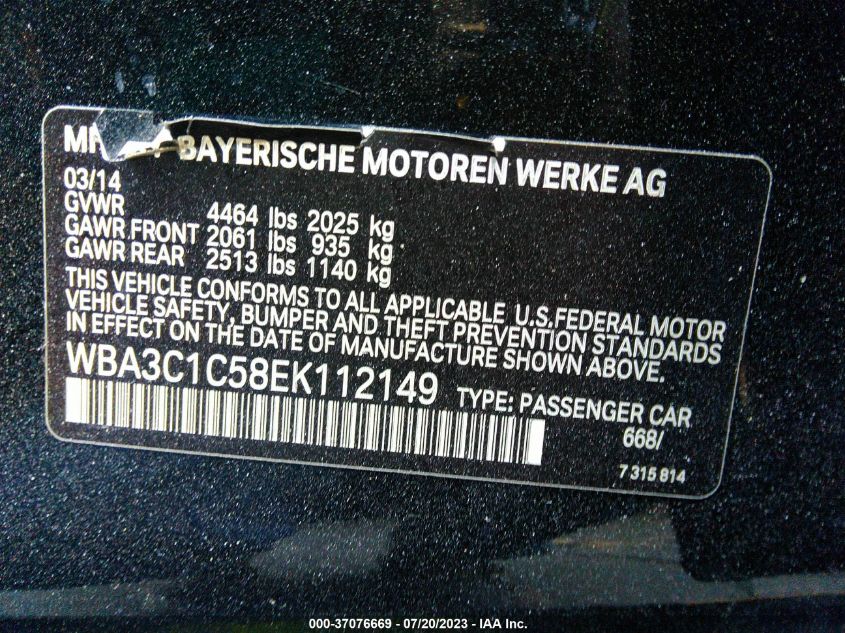 BAYERISCHE MOTOREN WERKE AG
03/14
GVWR 4464 lbs 2025 kg
GAWR FRONT 2061 lbs 935 kg
GAWR REAR 2513 lbs 1140 kg
THIS VEHICLE CONFORMS TO ALL APPLICABLE U.S.FEDERAL MOTOR
VEHICLE SAFETY, BUMPER AND THEFT PREVENTION STANDARDS
IN EFFECT ON THE DATE OF MANUFACTURE SHOWN ABOVE.
WBA3C1C58EK112149 TYPE: PASSENGER CAR
668/
7 315 814
000-37076669 - 07/20/2023 - IAA Inc.